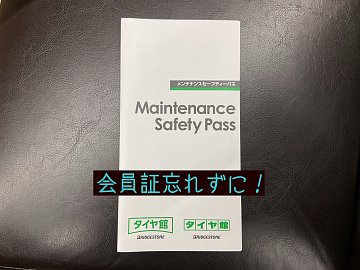 メンテナンスセーフティーパス
Maintenance
Safety Pass
会員証忘れずに！
タイヤ館 タイヤ館
BRIDGESTONE BRIDGESTONE